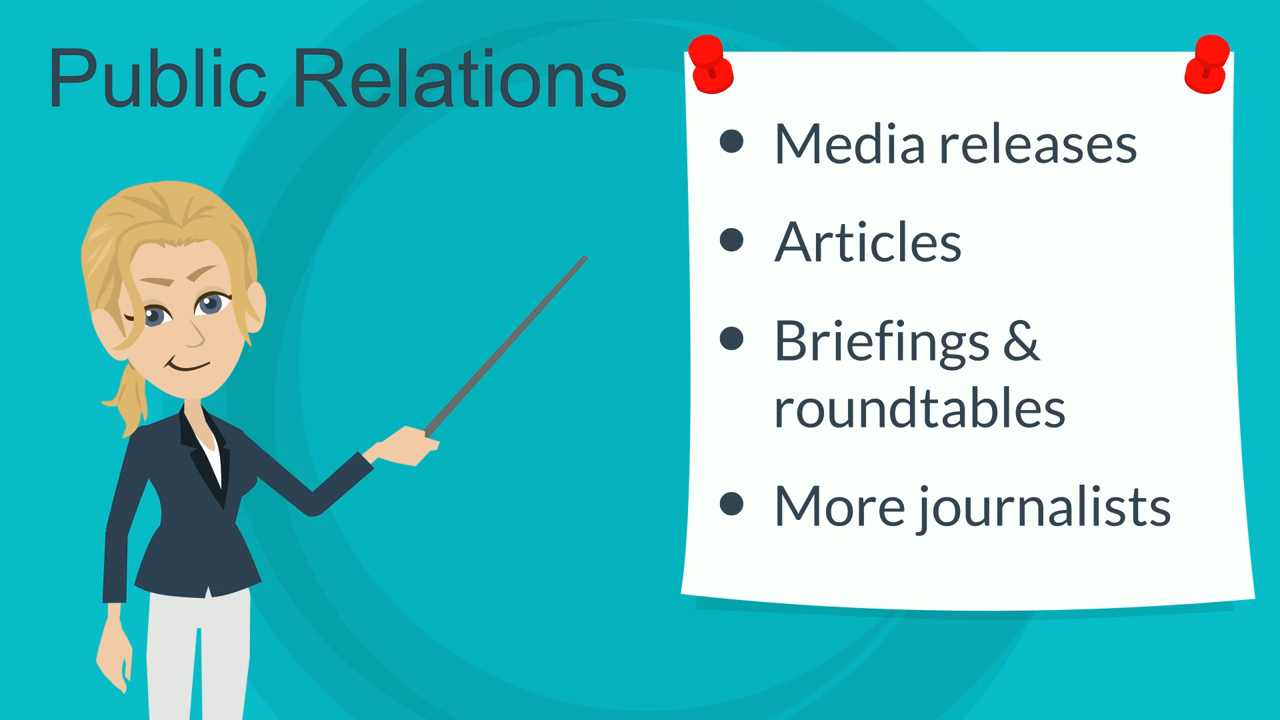 Public Relations
• Media releases
• Articles
• Briefings &
roundtables
• More journalists